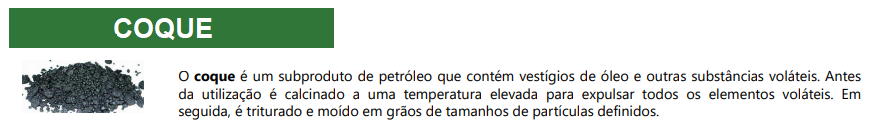 COQUE
O coque é um subproduto de petróleo que contém vestígios de óleo e outras substâncias voláteis. Antes
da utilização é calcinado a uma temperatura elevada para expulsar todos os elementos voláteis. Em
seguida, é triturado e moído em grãos de tamanhos de partículas definidos.